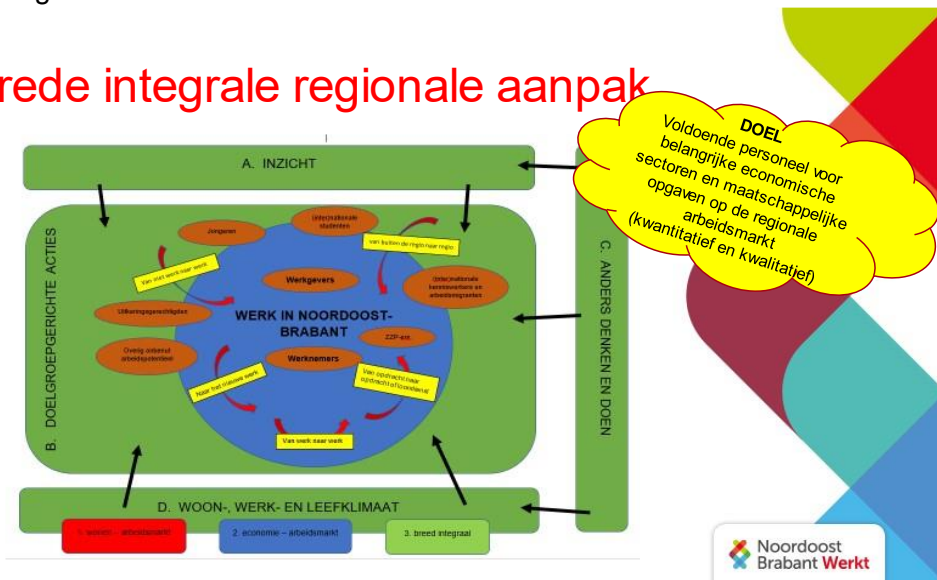 rede integrale regionale aanpak
DOEL
Voldoende personeel voor
belangrijke economische
sectoren en maatschappelijke
opgaven op de regionale
arbeidsmarkt
(kwantitatief en kwalitatief)
A. INZICHT
B. DOELGROEPGERICHTE ACTIES
C. ANDERS DENKEN EN DOEN
Jongeren
(inter)nationale
studenten
van buiten de regio naar regio
Van niet werk naar werk
Werkgevers
(inter)nationale
kenniswerkers en
arbeidsmigranten
Uitkeringsgerechtigden
WERK IN NOORDOOST-
BRABANT
ZZP-ers
Overig onbenut
arbeidspotentieel
Werknemers
Naar het nieuwe werk
Van opdracht naar
opdracht of loondienst
Van werk naar werk
D. WOON-, WERK- EN LEEFKLIMAAT
1. wonen – arbeidsmarkt
2. economie – arbeidsmarkt
3. breed integraal
Noordoost
Brabant Werkt